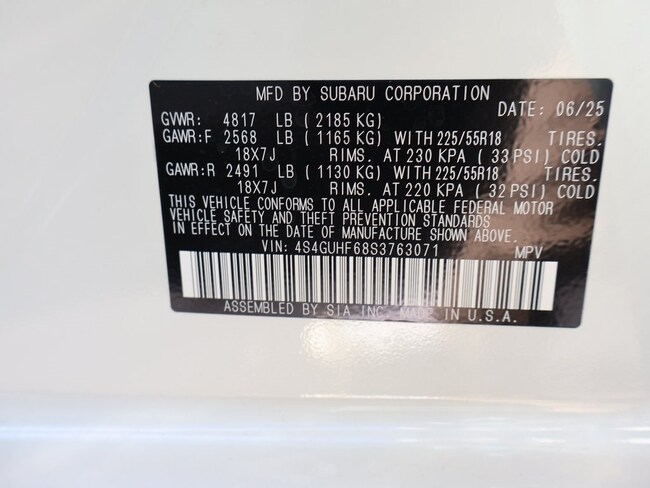 MFD BY SUBARU CORPORATION
DATE: 06/25
GVWR: 4817 LB ( 2185 KG)
GAWR:F 2568 LB ( 1165 KG) WITH 225/55R18 TIRES.
18X7J RIMS. AT 230 KPA ( 33 PSI) COLD
GAWR:R 2491 LB ( 1130 KG) WITH 225/55R18 TIRES.
18X7J RIMS. AT 220 KPA ( 32 PSI) COLD
THIS VEHICLE CONFORMS TO ALL APPLICABLE FEDERAL MOTOR
VEHICLE SAFETY AND THEFT PREVENTION STANDARDS
IN EFFECT ON THE DATE OF MANUFACTURE SHOWN ABOVE.
VIN: 4S4GUHF68S3763071 MPV
ASSEMBLED BY SIA INC. MADE IN U.S.A.